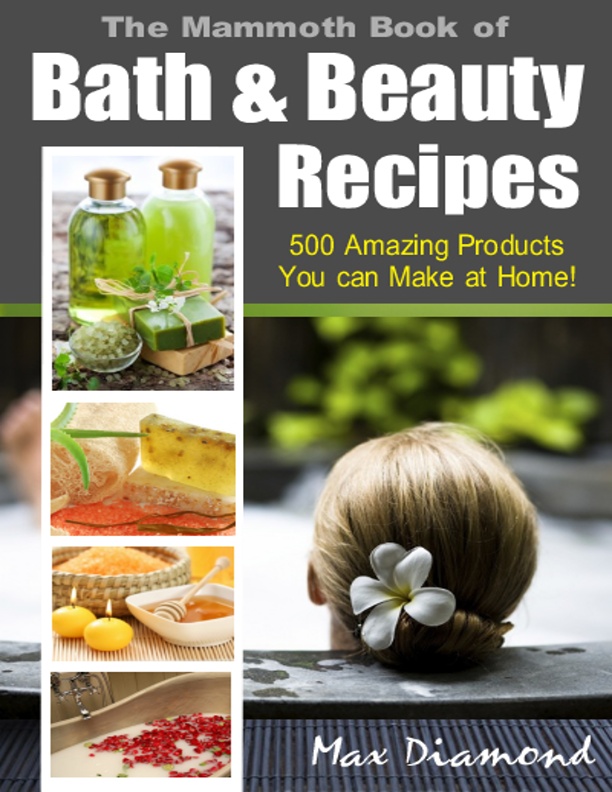 The Mammoth Book of
Bath & Beauty
Recipes
500 Amazing Products
You can Make at Home!
Max Diamond